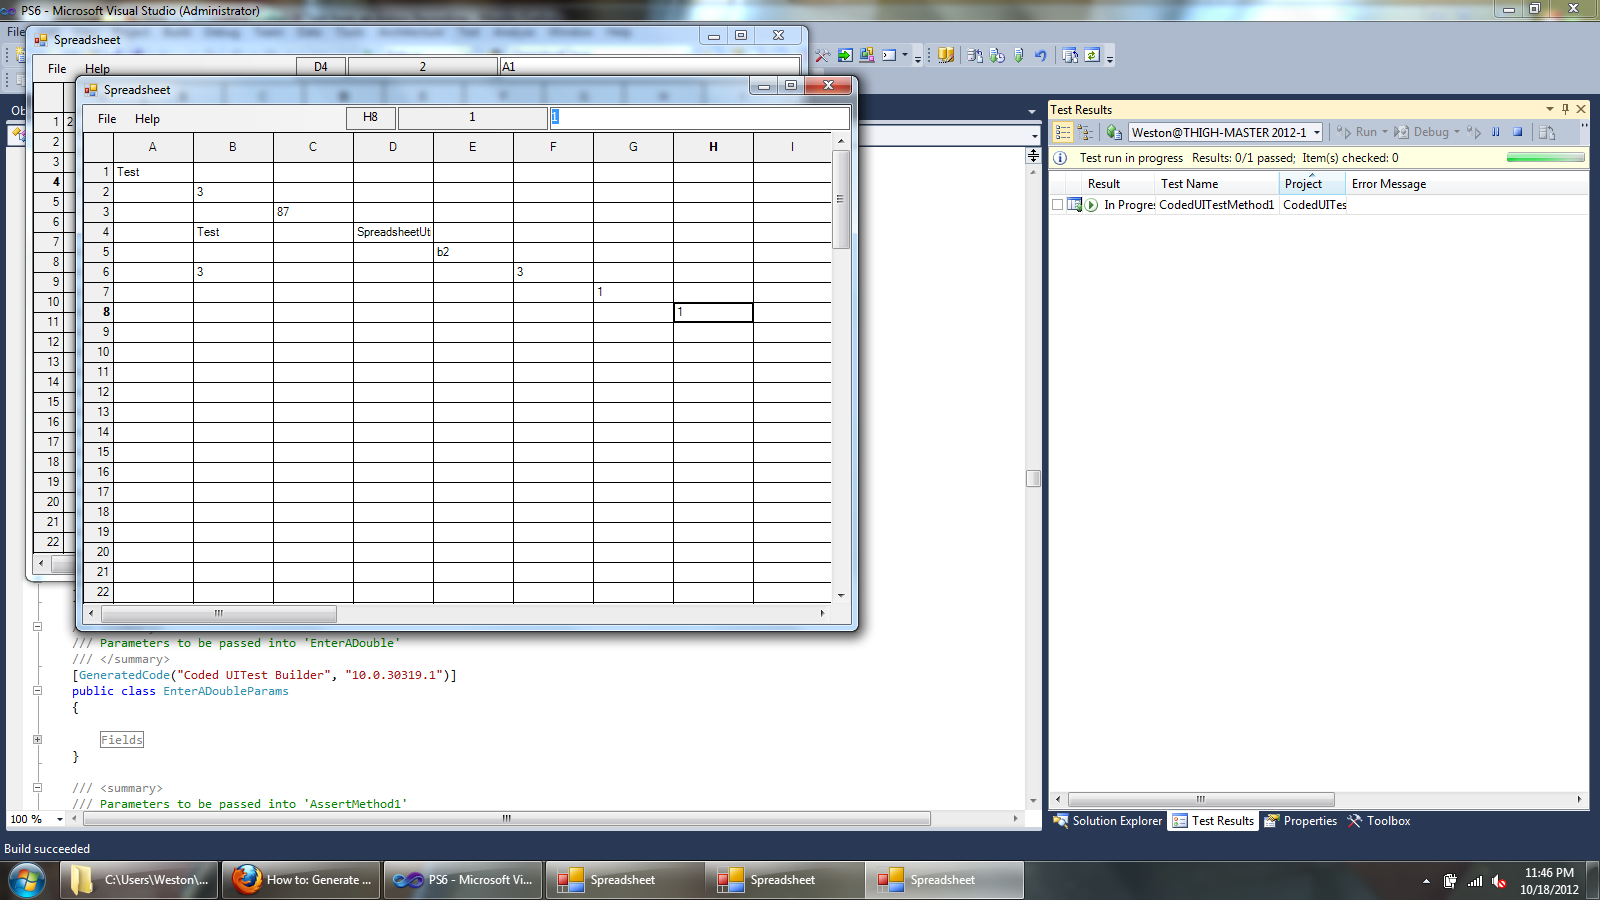 PS6 - Microsoft Visual Studio (Administrator)
File
Spreadsheet
File Help D4 2 A1
Spreadsheet
File Help H8 1 1
A B C D E F G H I
1 Test
2 3
3 87
4 Test SpreadsheetUt
5 b2
6 3 3
7 1
8 1
9
10
11
12
13
14
15
16
17
18
19
20
21
22
1 2
2
3
4
5
6
7
8
9
10
11
12
13
14
15
16
17
18
19
20
21
22
Ob
/// Parameters to be passed into 'EnterADouble'
/// </summary>
[GeneratedCode("Coded UITest Builder", "10.0.30319.1")]
public class EnterADoubleParams
{
Fields
}
/// <summary>
/// Parameters to be passed into 'AssertMethod1'
100 %
Test Results
Weston@THIGH-MASTER 2012-1 Run Debug
Test run in progress Results: 0/1 passed; Item(s) checked: 0
Result Test Name Project Error Message
In Progres CodedUITestMethod1 CodedUITes
Solution Explorer Test Results Properties Toolbox
Build succeeded
C:\Users\Weston\... How to: Generate ... PS6 - Microsoft Vi... Spreadsheet Spreadsheet Spreadsheet
11:46 PM
10/18/2012